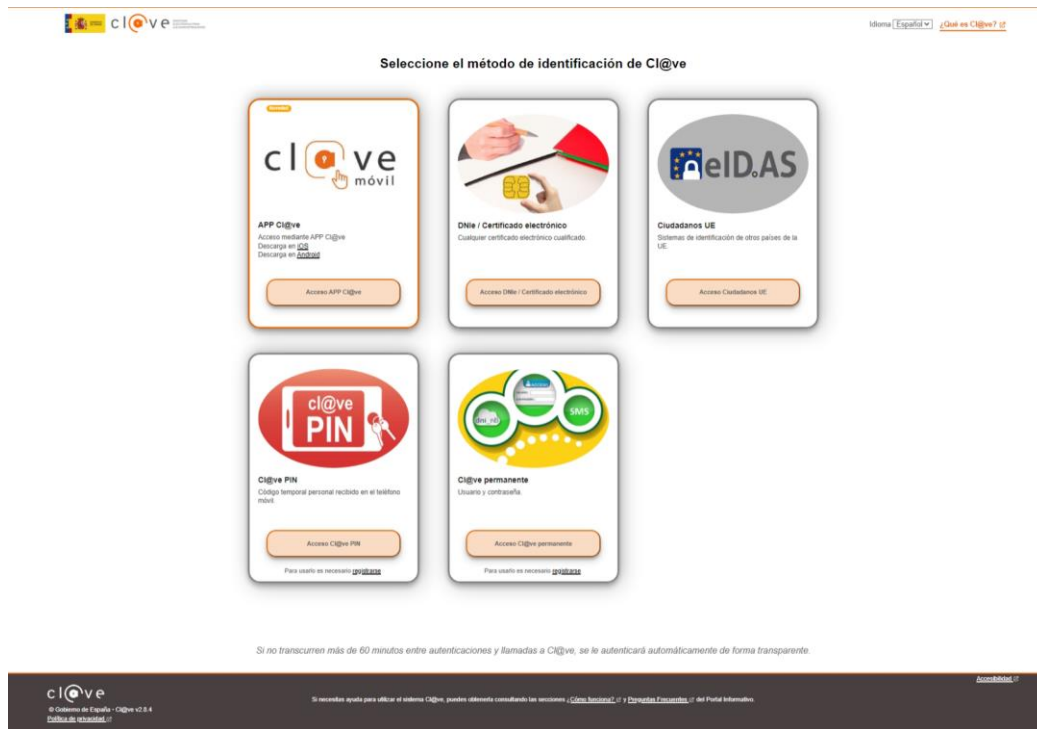 cl@ve
Idioma Español ¿Qué es Cl@ve?
Seleccione el método de identificación de Cl@ve
Novedad
cl@ve
móvil
APP Cl@ve
Acceso mediante APP Cl@ve
Descarga en iOS
Descarga en Android
Acceso APP Cl@ve
DNIe / Certificado electrónico
Cualquier certificado electrónico cualificado
Acceso DNIe / Certificado electrónico
eID.AS
Ciudadanos UE
Sistemas de identificación de otros países de la
UE.
Acceso Ciudadanos UE
cl@ve
PIN
Cl@ve PIN
Código temporal personal recibido en el teléfono
móvil.
Acceso Cl@ve PIN
Para usarlo es necesario registrarse
dni_nb
SMS
Cl@ve permanente
Usuario y contraseña.
Acceso Cl@ve permanente
Para usarlo es necesario registrarse
Si no transcurren más de 60 minutos entre autenticaciones y llamadas a Cl@ve, se le autenticará automáticamente de forma transparente.
Accesibilidad
cl@ve
© Gobierno de España - Cl@ve v2.8.4
Política de privacidad
Si necesitas ayuda para utilizar el sistema Cl@ve, puedes obtenerla consultando las secciones ¿Cómo funciona? y Preguntas Frecuentes del Portal Informativo.